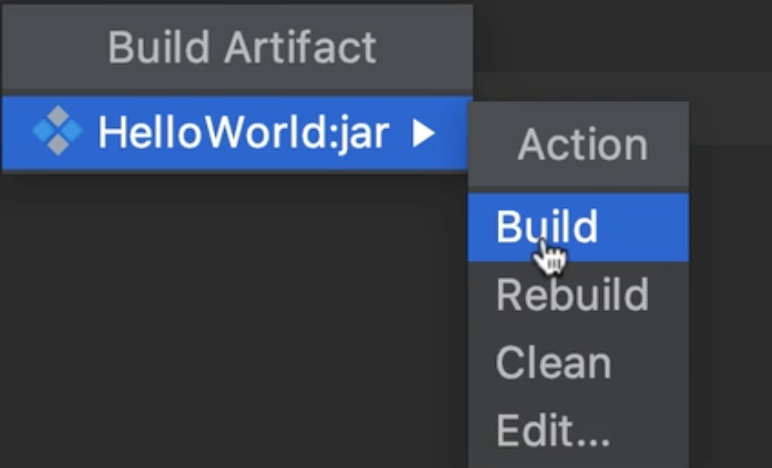 Build Artifact
HelloWorld:jar
Action
Build
Rebuild
Clean
Edit...